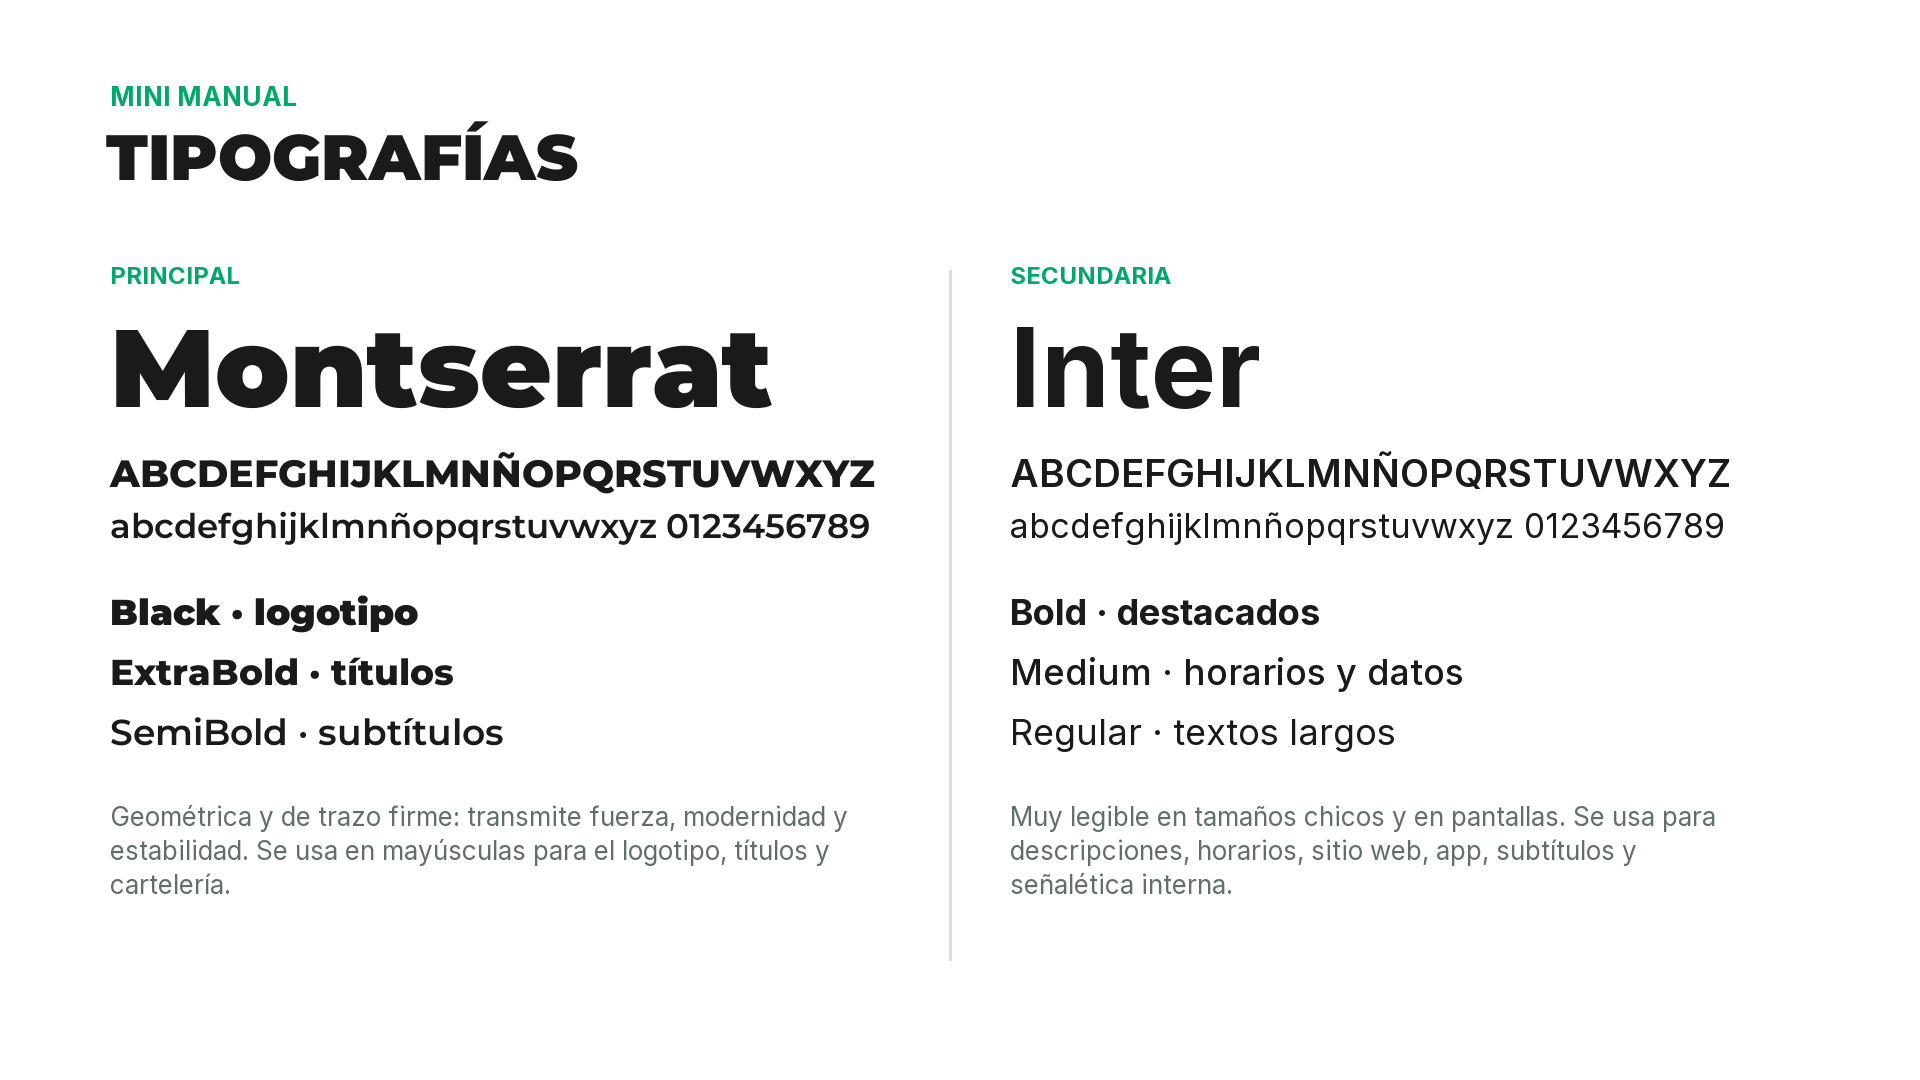 MINI MANUAL
TIPOGRAFÍAS
PRINCIPAL
Montserrat
ABCDEFGHIJKLMNÑOPQRSTUVWXYZ
abcdefghijklmnñopqrstuvwxyz 0123456789
Black · logotipo
ExtraBold · títulos
SemiBold · subtítulos
Geométrica y de trazo firme: transmite fuerza, modernidad y
estabilidad. Se usa en mayúsculas para el logotipo, títulos y
cartelería.
SECUNDARIA
Inter
ABCDEFGHIJKLMNÑOPQRSTUVWXYZ
abcdefghijklmnñopqrstuvwxyz 0123456789
Bold · destacados
Medium · horarios y datos
Regular · textos largos
Muy legible en tamaños chicos y en pantallas. Se usa para
descripciones, horarios, sitio web, app, subtítulos y
señalética interna.